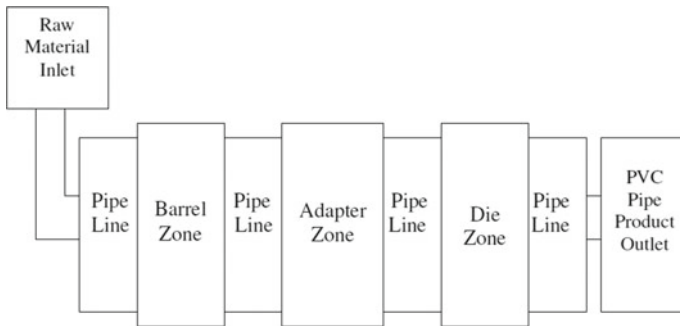 Raw
Material
Inlet
Pipe
Line
Barrel
Zone
Pipe
Line
Adapter
Zone
Pipe
Line
Die
Zone
Pipe
Line
PVC
Pipe
Product
Outlet